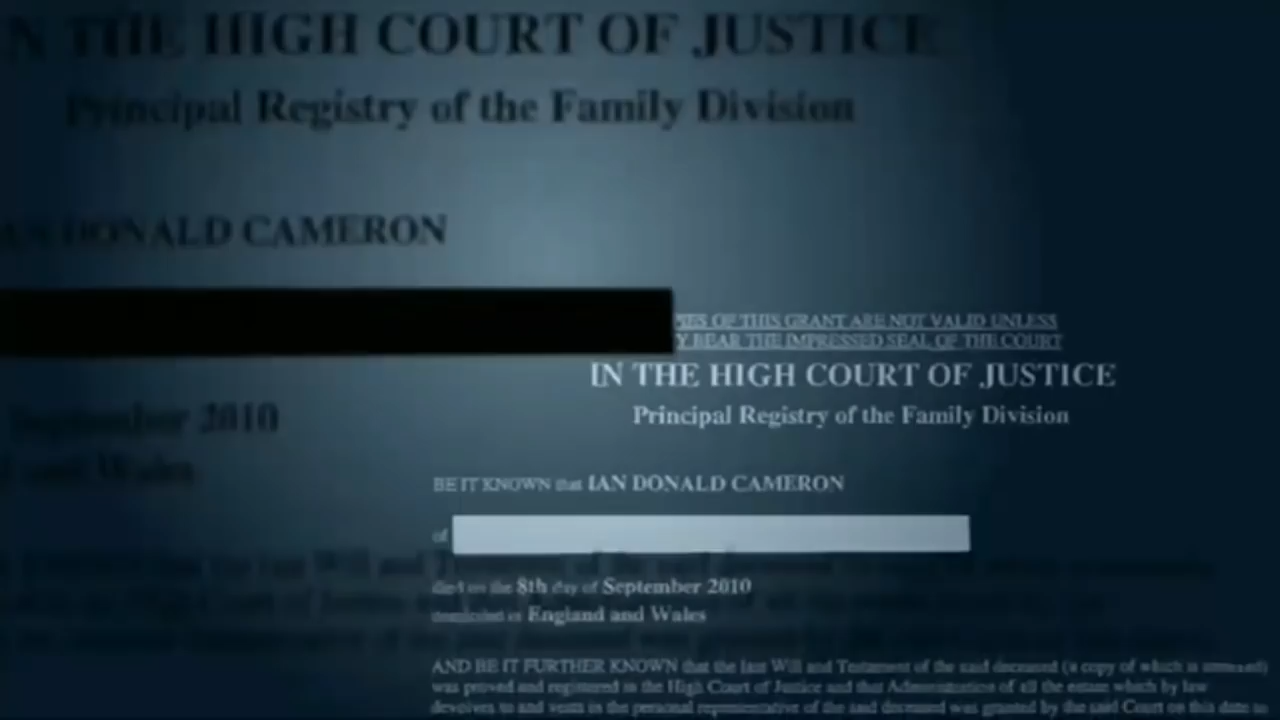 N THE HIGH COURT OF JUSTICE
Principal Registry of the Family Division
DONALD CAMERON
September 2010
and Wales
OF THIS GRANT ARE NOT VALID UNLESS
Y BEAR THE IMPRESSED SEAL OF THE COURT
IN THE HIGH COURT OF JUSTICE
Principal Registry of the Family Division
BE IT KNOWN that IAN DONALD CAMERON
of
died on the 8th day of September 2010
domiciled in England and Wales
AND BE IT FURTHER KNOWN that the last Will and Testament of the said deceased (a copy of which is annexed)
was proved and registered in the High Court of Justice and that Administration of all the estate which by law
devolves to and vests in the personal representative of the said deceased was granted by the said Court on this date